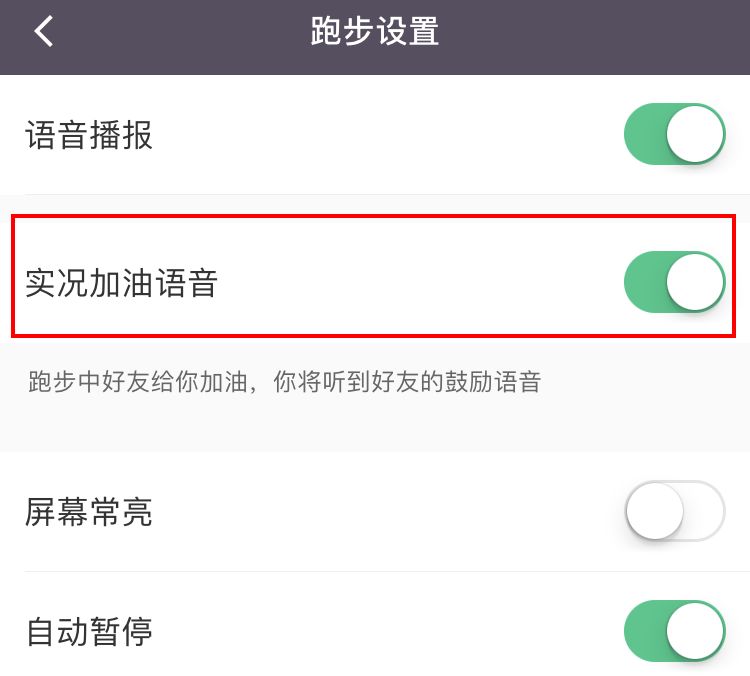 跑步设置
语音播报
实况加油语音
跑步中好友给你加油，你将听到好友的鼓励语音
屏幕常亮
自动暂停